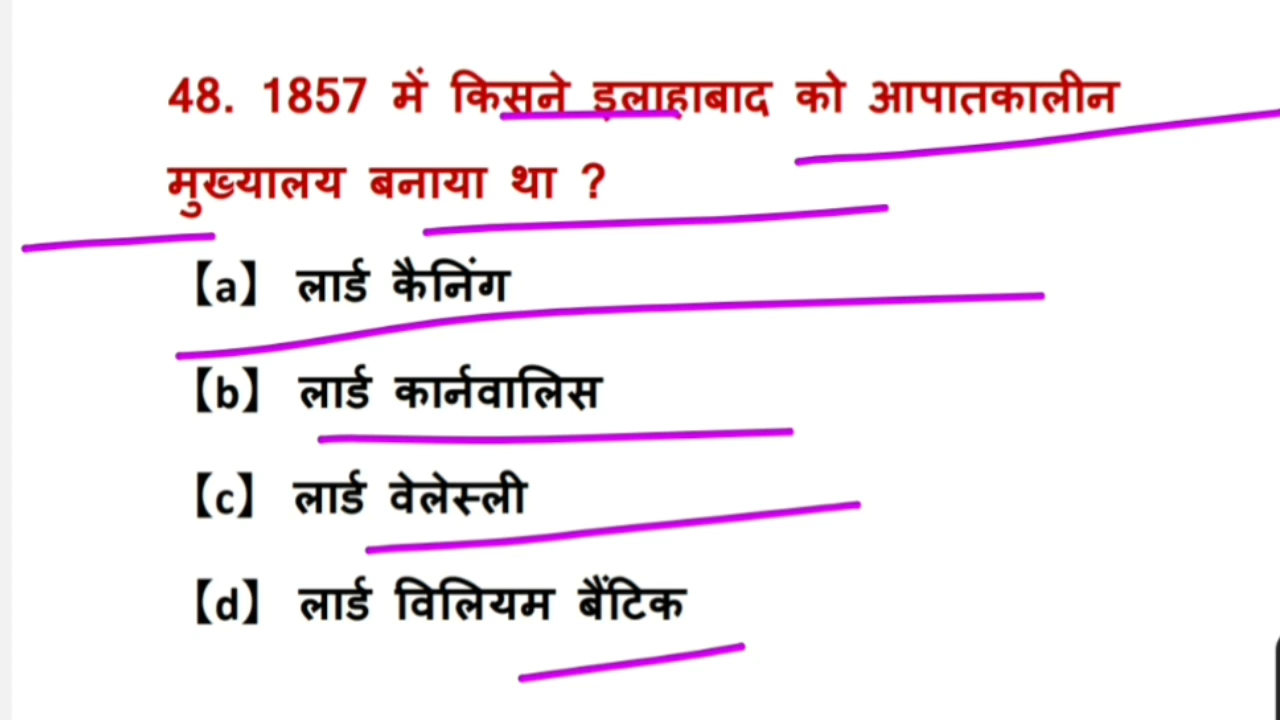 48. 1857 में किसने इलाहाबाद को आपातकालीन
मुख्यालय बनाया था ?
【a】 लार्ड कैनिंग
【b】 लार्ड कार्नवालिस
【c】 लार्ड वेलेस्ली
【d】 लार्ड विलियम बैंटिक